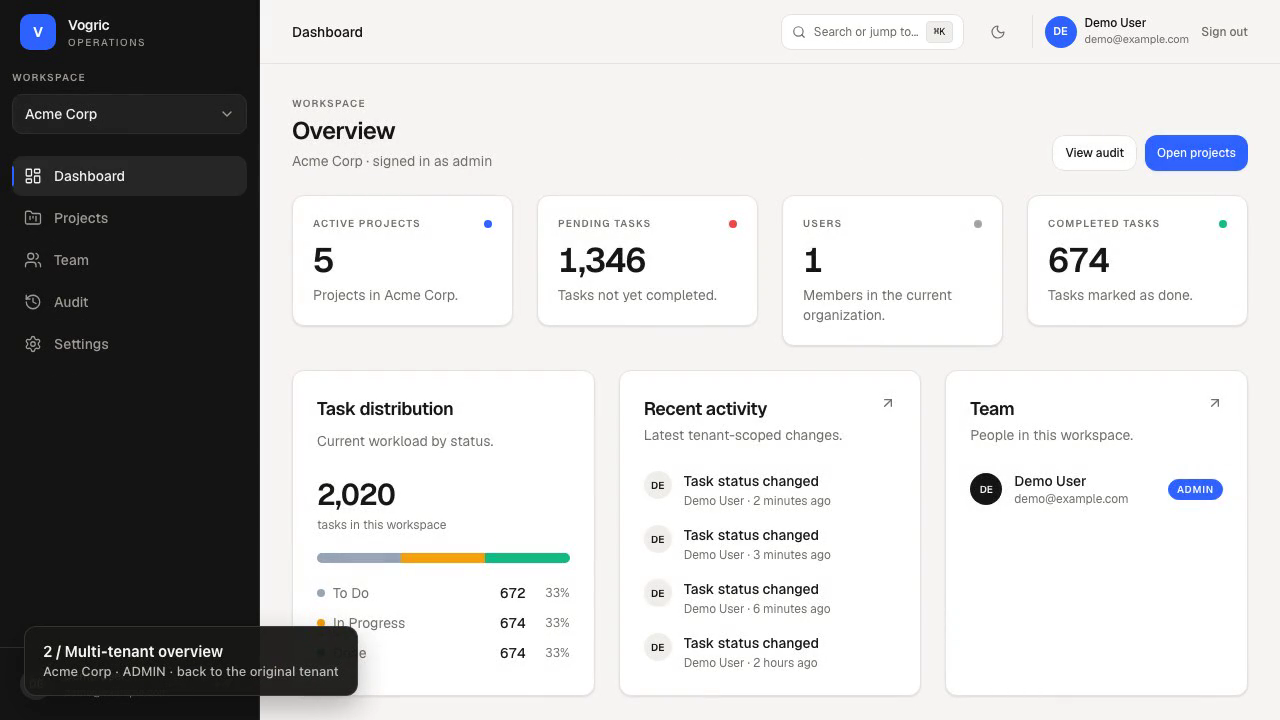 V
Vogric
OPERATIONS
WORKSPACE
Acme Corp
Dashboard
Projects
Team
Audit
Settings
Dashboard
Search or jump to...
⌘K
DE
Demo User
demo@example.com
Sign out
WORKSPACE
Overview
Acme Corp · signed in as admin
View audit
Open projects
ACTIVE PROJECTS
5
Projects in Acme Corp.
PENDING TASKS
1,346
Tasks not yet completed.
USERS
1
Members in the current
organization.
COMPLETED TASKS
674
Tasks marked as done.
Task distribution
Current workload by status.
2,020
tasks in this workspace
To Do 672 33%
In Progress 674 33%
674 33%
Recent activity
Latest tenant-scoped changes.
DE
Task status changed
Demo User · 2 minutes ago
DE
Task status changed
Demo User · 3 minutes ago
DE
Task status changed
Demo User · 6 minutes ago
DE
Task status changed
Demo User · 2 hours ago
Team
People in this workspace.
DE
Demo User
demo@example.com
ADMIN
2 / Multi-tenant overview
Acme Corp · ADMIN · back to the original tenant